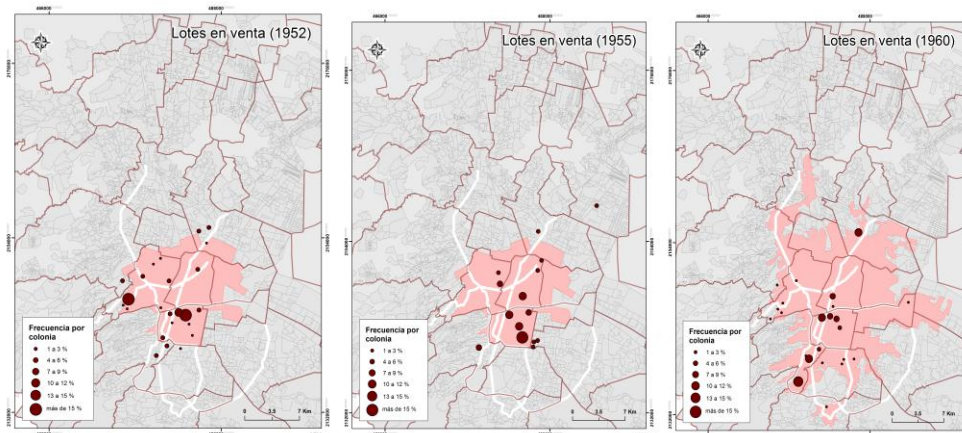 Lotes en venta (1952)
Frecuencia por
colonia
1 a 3 %
4 a 6 %
7 a 9 %
10 a 12 %
13 a 15 %
más de 15 %
0 3.5 7 Km
Lotes en venta (1955)
Frecuencia por
colonia
1 a 3 %
4 a 6 %
7 a 9 %
10 a 12 %
13 a 15 %
más de 15 %
0 3.5 7 Km
Lotes en venta (1960)
Frecuencia por
colonia
1 a 3 %
4 a 6 %
7 a 9 %
10 a 12 %
13 a 15 %
más de 15 %
0 3.5 7 Km